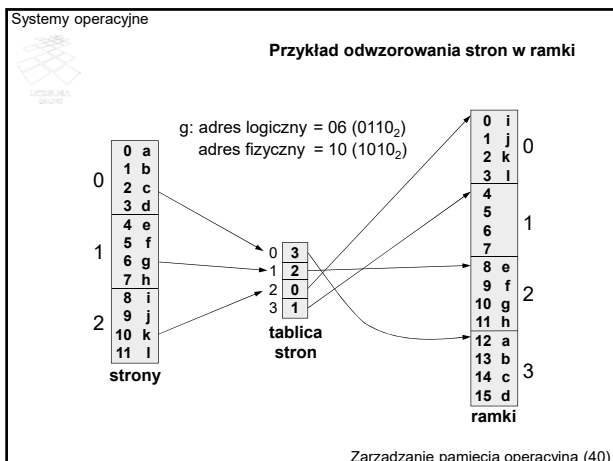 Systemy operacyjne
Przykład odwzorowania stron w ramki
g: adres logiczny = 06 (0110₂)
adres fizyczny = 10 (1010₂)
0
0 a
1 b
2 c
3 d
1
4 e
5 f
6 g
7 h
2
8 i
9 j
10 k
11 l
strony
0 3
1 2
2 0
3 1
tablica
stron
0 i
1 j
2 k
3 l
0
4
5
6
7
1
8 e
9 f
10 g
11 h
2
12 a
13 b
14 c
15 d
3
ramki
Zarządzanie pamięcią operacyjną (40)